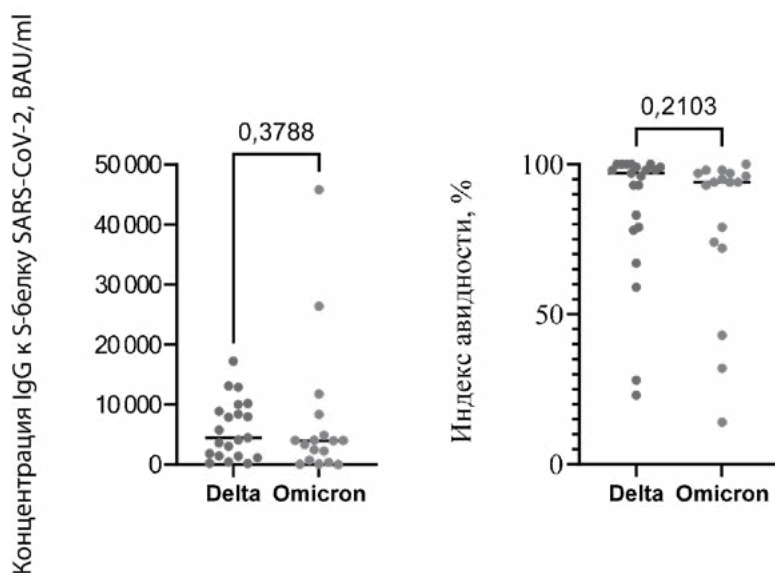 Концентрация IgG к S-белку SARS-CoV-2, BAU/ml
0,3788
50 000
40 000
30 000
20 000
10 000
0
Delta Omicron
Индекс авидности, %
0,2103
100
50
0
Delta Omicron